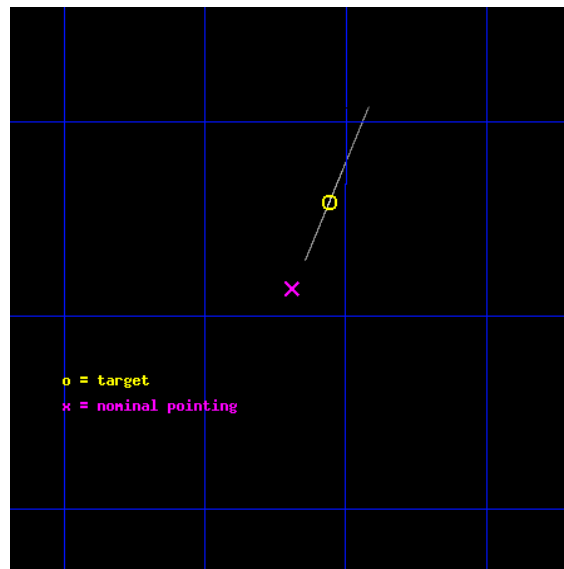 o = target
x = nominal pointing